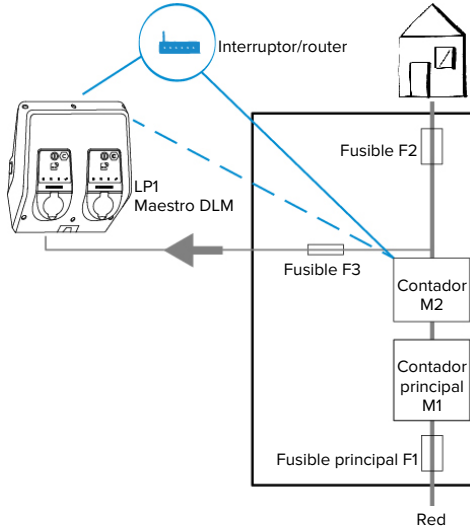 Interruptor/router
Fusible F2
LP1
Maestro DLM
Fusible F3
Contador
M2
Contador
principal
M1
Fusible principal F1
Red